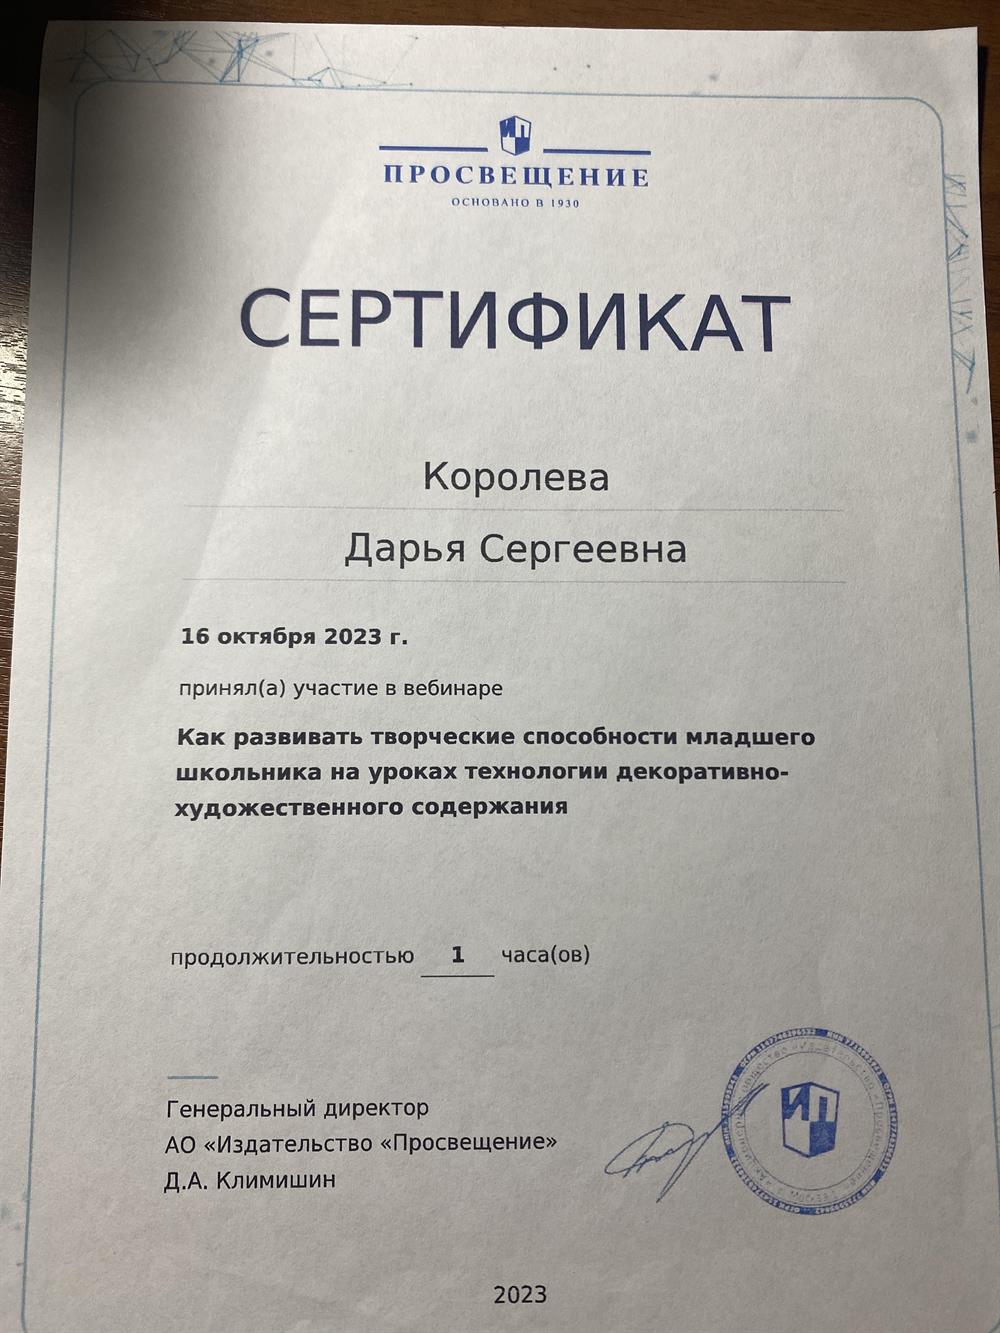 ИП
ПРОСВЕЩЕНИЕ
ОСНОВАНО В 1930
СЕРТИФИКАТ
Королева
Дарья Сергеевна
16 октября 2023 г.
принял(а) участие в вебинаре
Как развивать творческие способности младшего
школьника на уроках технологии декоративно-
художественного содержания
продолжительностью 1 часа(ов)
Генеральный директор
АО «Издательство «Просвещение»
Д.А. Климишин
ИП
2023